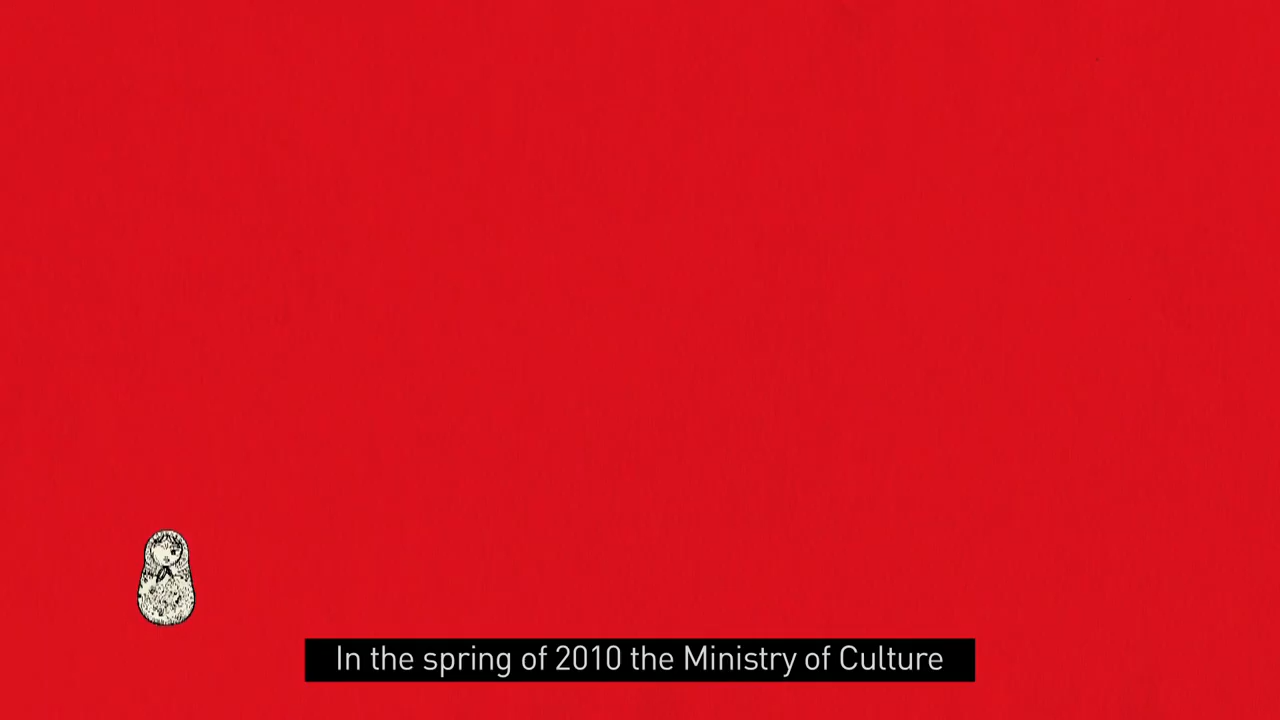 In the spring of 2010 the Ministry of Culture